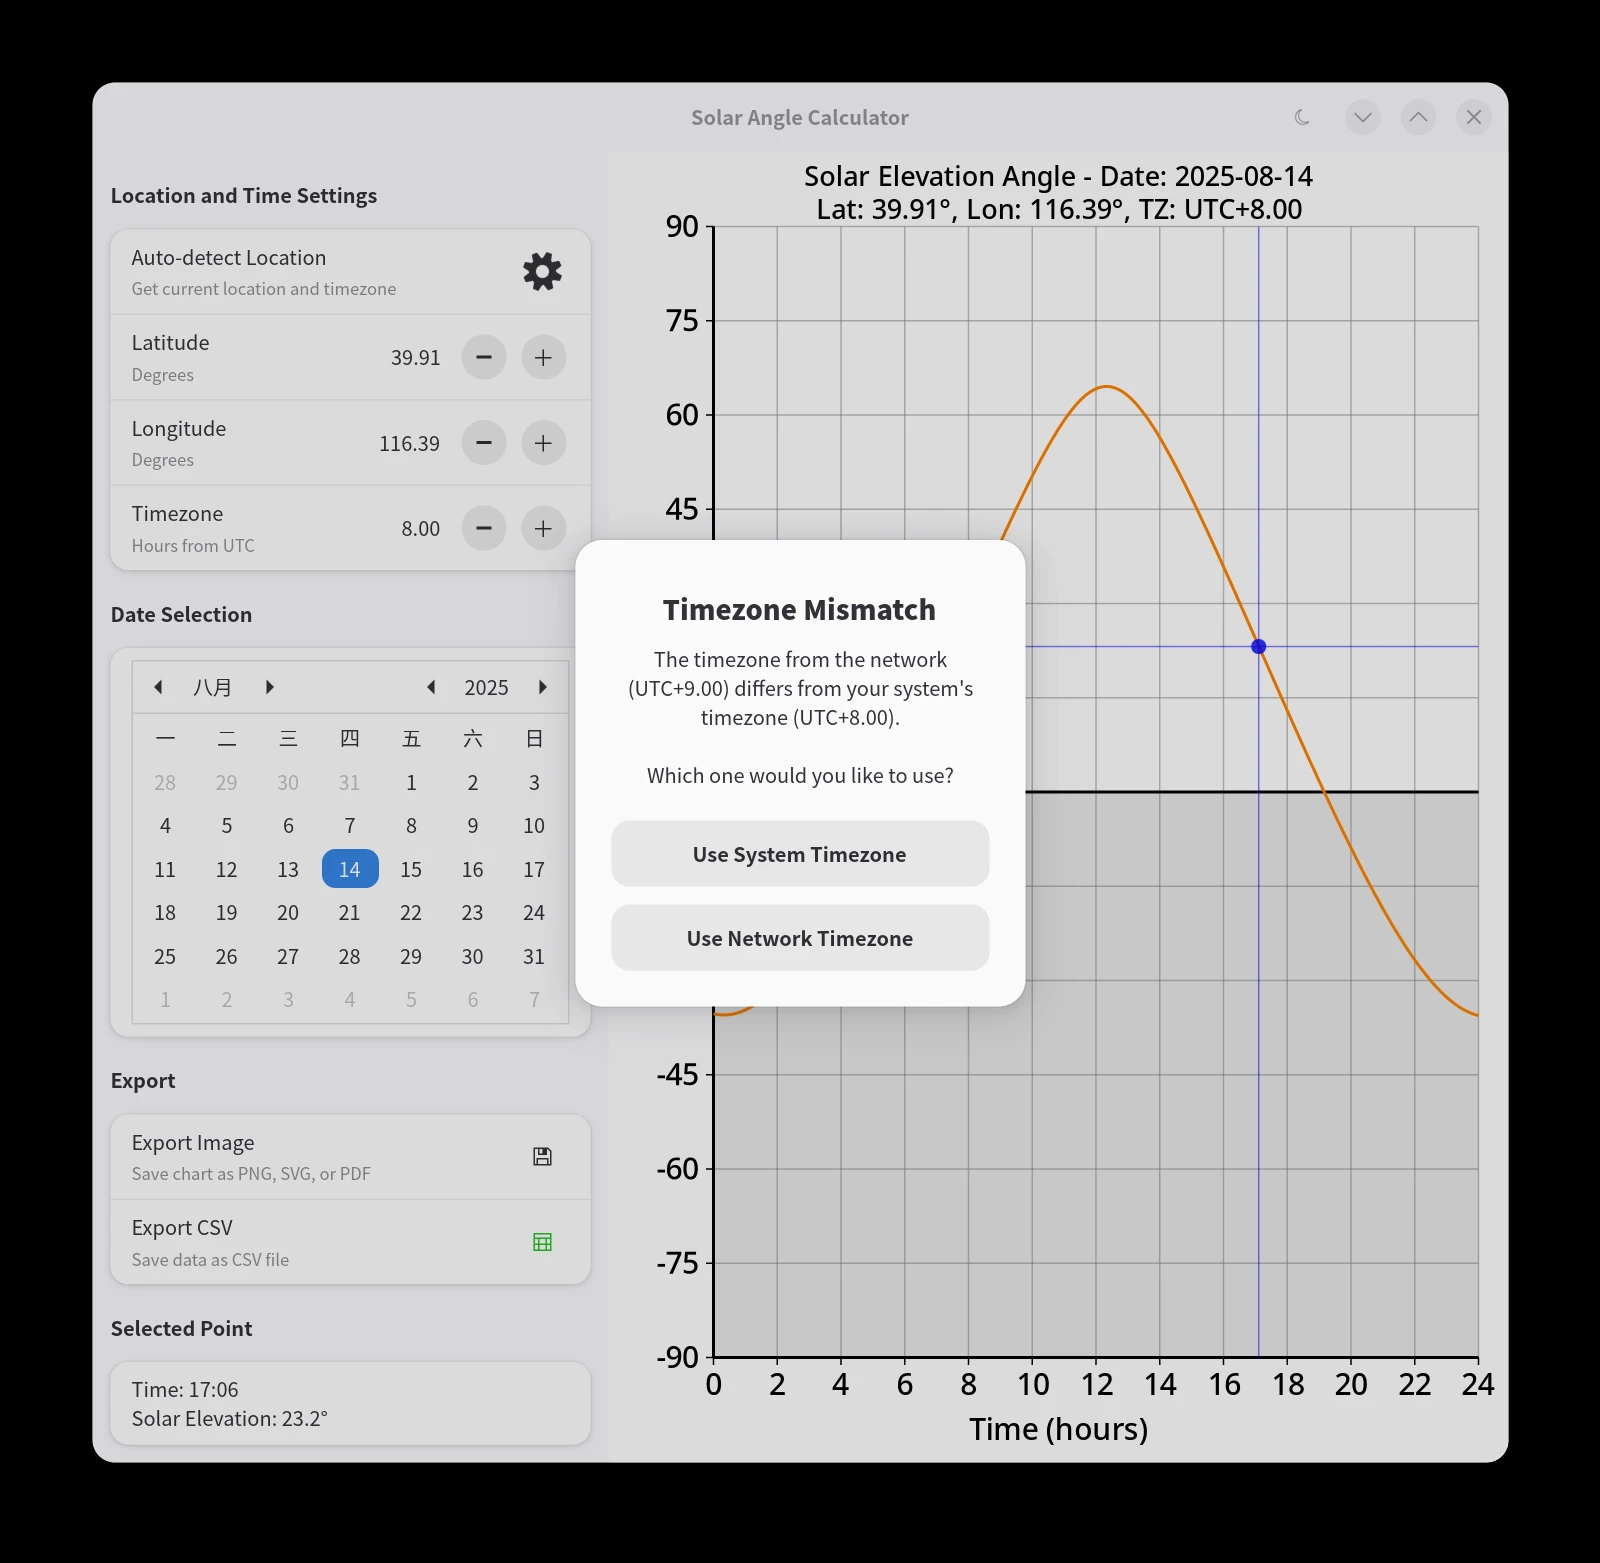 Solar Angle Calculator
Location and Time Settings
Auto-detect Location
Get current location and timezone
Latitude
Degrees
39.91
Longitude
Degrees
116.39
Timezone
Hours from UTC
8.00
Date Selection
八月 2025
一 二 三 四 五 六 日
28 29 30 31 1 2 3
4 5 6 7 8 9 10
11 12 13 14 15 16 17
18 19 20 21 22 23 24
25 26 27 28 29 30 31
1 2 3 4 5 6 7
Export
Export Image
Save chart as PNG, SVG, or PDF
Export CSV
Save data as CSV file
Selected Point
Time: 17:06
Solar Elevation: 23.2°
Solar Elevation Angle - Date: 2025-08-14
Lat: 39.91°, Lon: 116.39°, TZ: UTC+8.00
90
75
60
45
-45
-60
-75
-90
0 2 4 6 8 10 12 14 16 18 20 22 24
Time (hours)
Timezone Mismatch
The timezone from the network
(UTC+9.00) differs from your system's
timezone (UTC+8.00).
Which one would you like to use?
Use System Timezone
Use Network Timezone